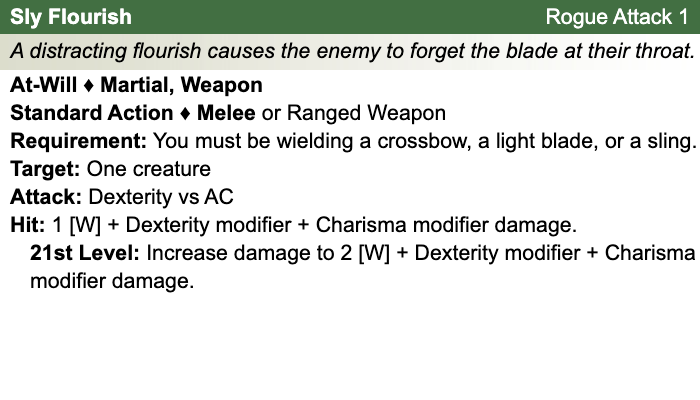 Sly Flourish Rogue Attack 1
A distracting flourish causes the enemy to forget the blade at their throat.
At-Will ♦ Martial, Weapon
Standard Action ♦ Melee or Ranged Weapon
Requirement: You must be wielding a crossbow, a light blade, or a sling.
Target: One creature
Attack: Dexterity vs AC
Hit: 1 [W] + Dexterity modifier + Charisma modifier damage.
21st Level: Increase damage to 2 [W] + Dexterity modifier + Charisma
modifier damage.